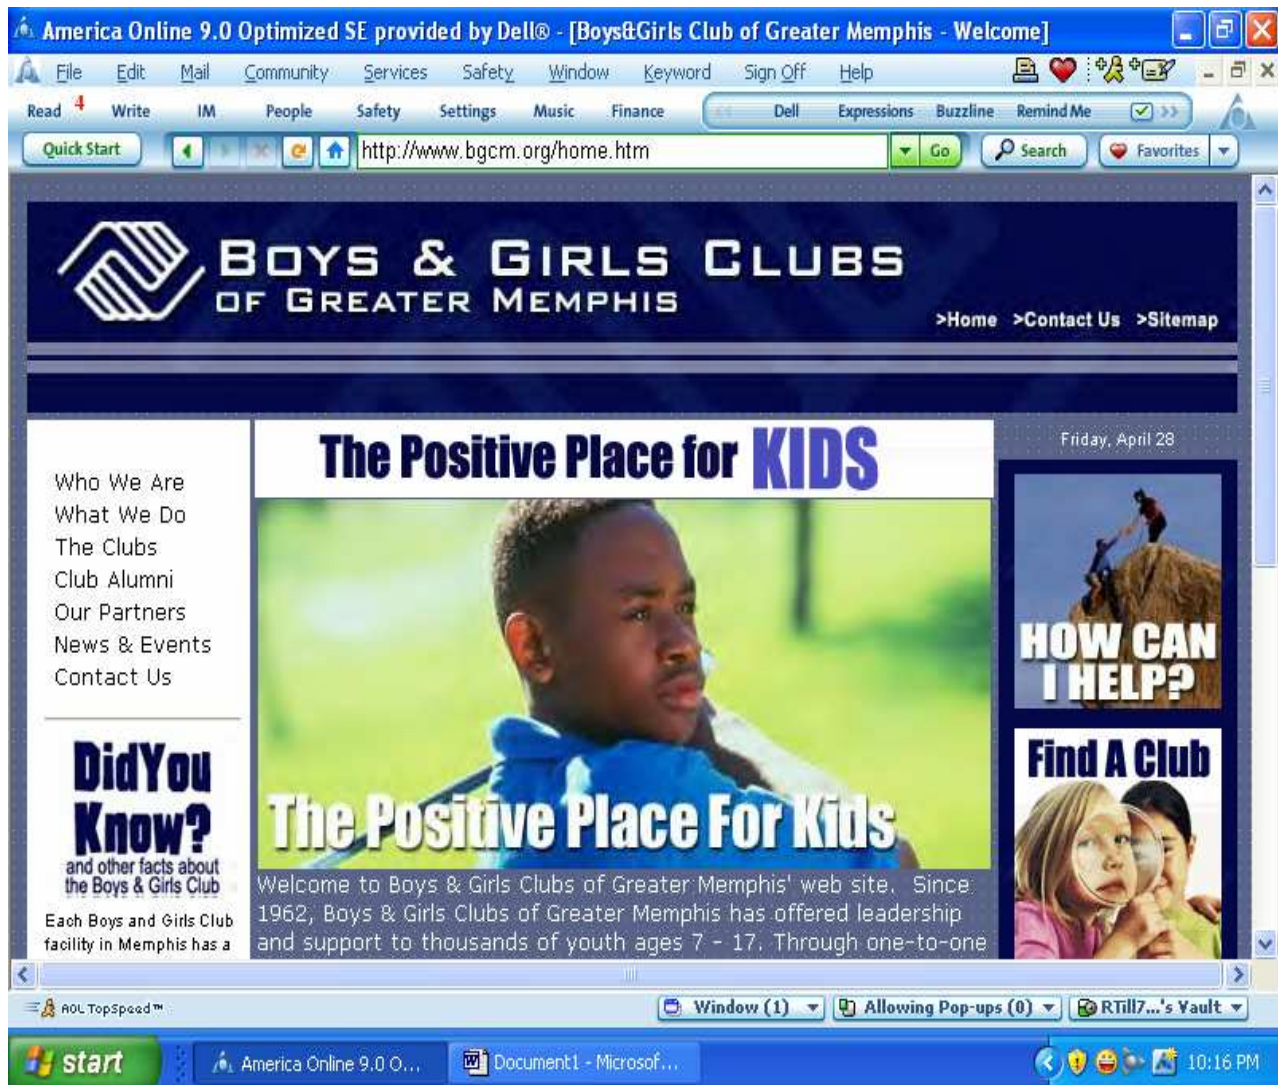 America Online 9.0 Optimized SE provided by Dell® - [Boys&Girls Club of Greater Memphis - Welcome]
File Edit Mail Community Services Safety Window Keyword Sign Off Help
Read 4 Write IM People Safety Settings Music Finance Dell Expressions Buzzline Remind Me >>
Quick Start http://www.bgcm.org/home.htm Go Search Favorites
BOYS & GIRLS CLUBS
OF GREATER MEMPHIS
>Home >Contact Us >Sitemap
Who We Are
What We Do
The Clubs
Club Alumni
Our Partners
News & Events
Contact Us
DidYou
Know?
and other facts about
the Boys & Girls Club
Each Boys and Girls Club
facility in Memphis has a
The Positive Place for KIDS
The Positive Place For Kids
Welcome to Boys & Girls Clubs of Greater Memphis' web site. Since
1962, Boys & Girls Clubs of Greater Memphis has offered leadership
and support to thousands of youth ages 7 - 17. Through one-to-one
Friday, April 28
HOW CAN
I HELP?
Find A Club
AOL TopSpeed™
Window (1) Allowing Pop-ups (0) RTill7...'s Vault
start America Online 9.0 O... Document1 - Microsof... 10:16 PM